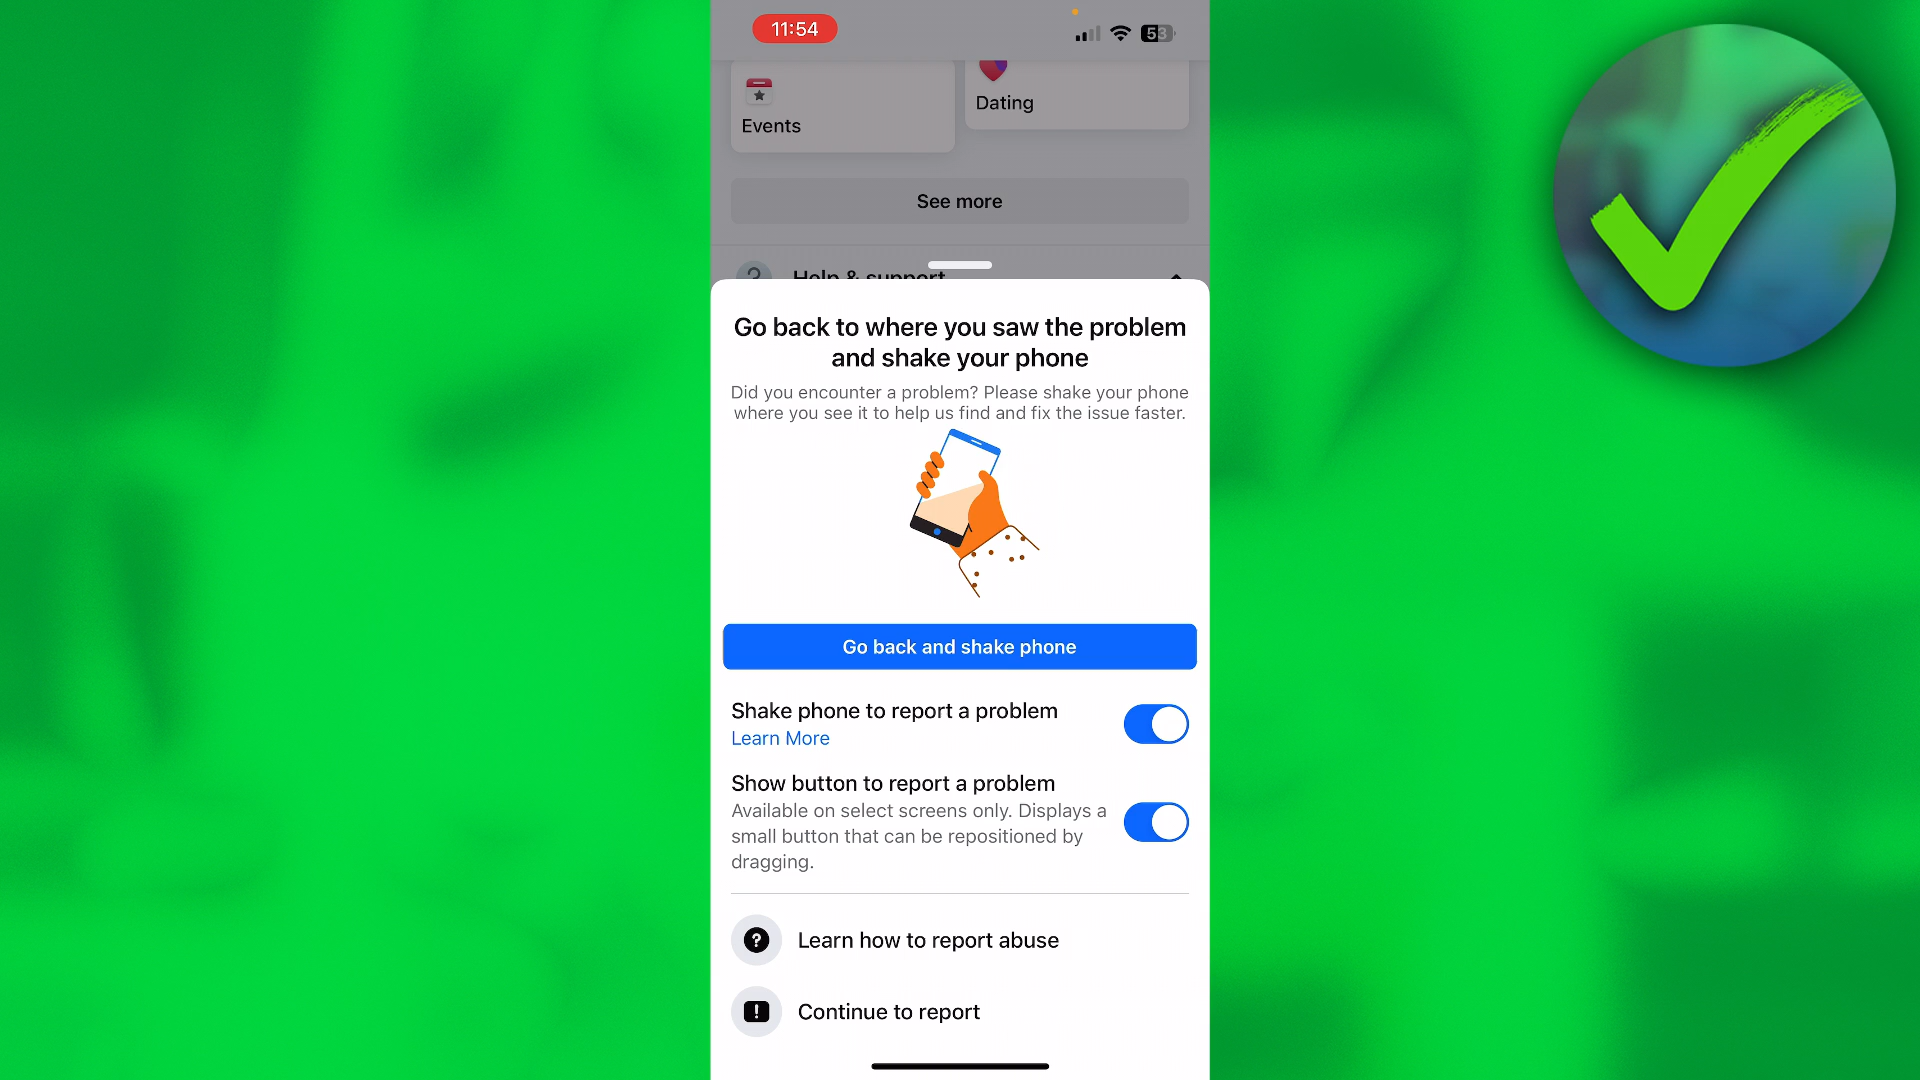 11:54
53
Events
Dating
See more
Help & support
Go back to where you saw the problem
and shake your phone
Did you encounter a problem? Please shake your phone
where you see it to help us find and fix the issue faster.
Go back and shake phone
Shake phone to report a problem
Learn More
Show button to report a problem
Available on select screens only. Displays a
small button that can be repositioned by
dragging.
Learn how to report abuse
Continue to report